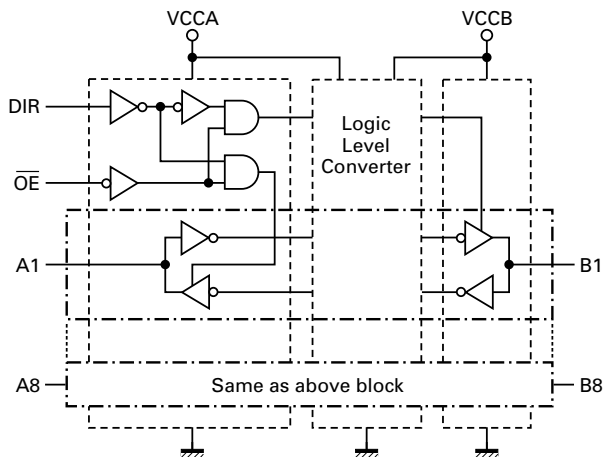 VCCA
VCCB
DIR
Logic
Level
Converter
OE
A1
B1
A8
Same as above block
B8